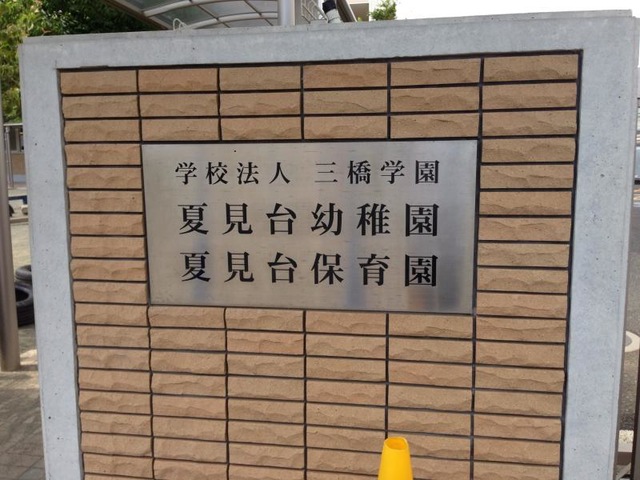 学校法人 三橋学園
夏見台幼稚園
夏見台保育園